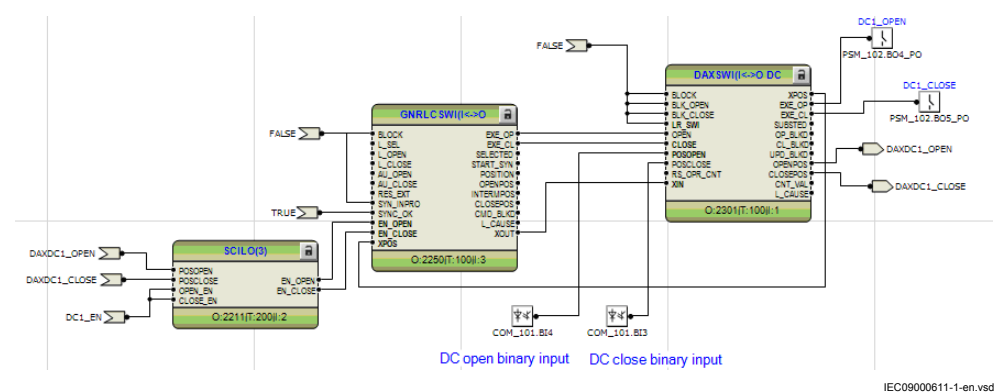 DC1_OPEN
PSM_102.BO4_PO
DC1_CLOSE
PSM_102.BO5_PO
FALSE
DAXSWI(I<->O DC
BLOCK XPOS
BLK_OPEN EXE_OP
BLK_CLOSE EXE_CL
LR_SWI SUBSTED
OPEN OP_BLKD
CLOSE CL_BLKD
POSOPEN UPD_BLKD
POSCLOSE OPENPOS
RS_OPR_CNT CLOSEPOS
XIN CNT_VAL
L_CAUSE
O:2301|T:100|I:1
DAXDC1_OPEN
DAXDC1_CLOSE
GNRLCSWI(I<->O
FALSE
BLOCK EXE_OP
L_SEL EXE_CL
L_OPEN SELECTED
L_CLOSE START_SYN
AU_OPEN POSITION
AU_CLOSE OPENPOS
RES_EXT INTERMPOS
SYN_INPRO CLOSEPOS
SYNC_OK CMD_BLKD
EN_OPEN L_CAUSE
EN_CLOSE XOUT
XPOS
TRUE
O:2250|T:100|I:3
DAXDC1_OPEN
DAXDC1_CLOSE
DC1_EN
SCILO(3)
POSOPEN
POSCLOSE EN_OPEN
OPEN_EN EN_CLOSE
CLOSE_EN
O:2211|T:200|I:2
COM_101.BI4
COM_101.BI3
DC open binary input
DC close binary input
IEC09000611-1-en.vsd